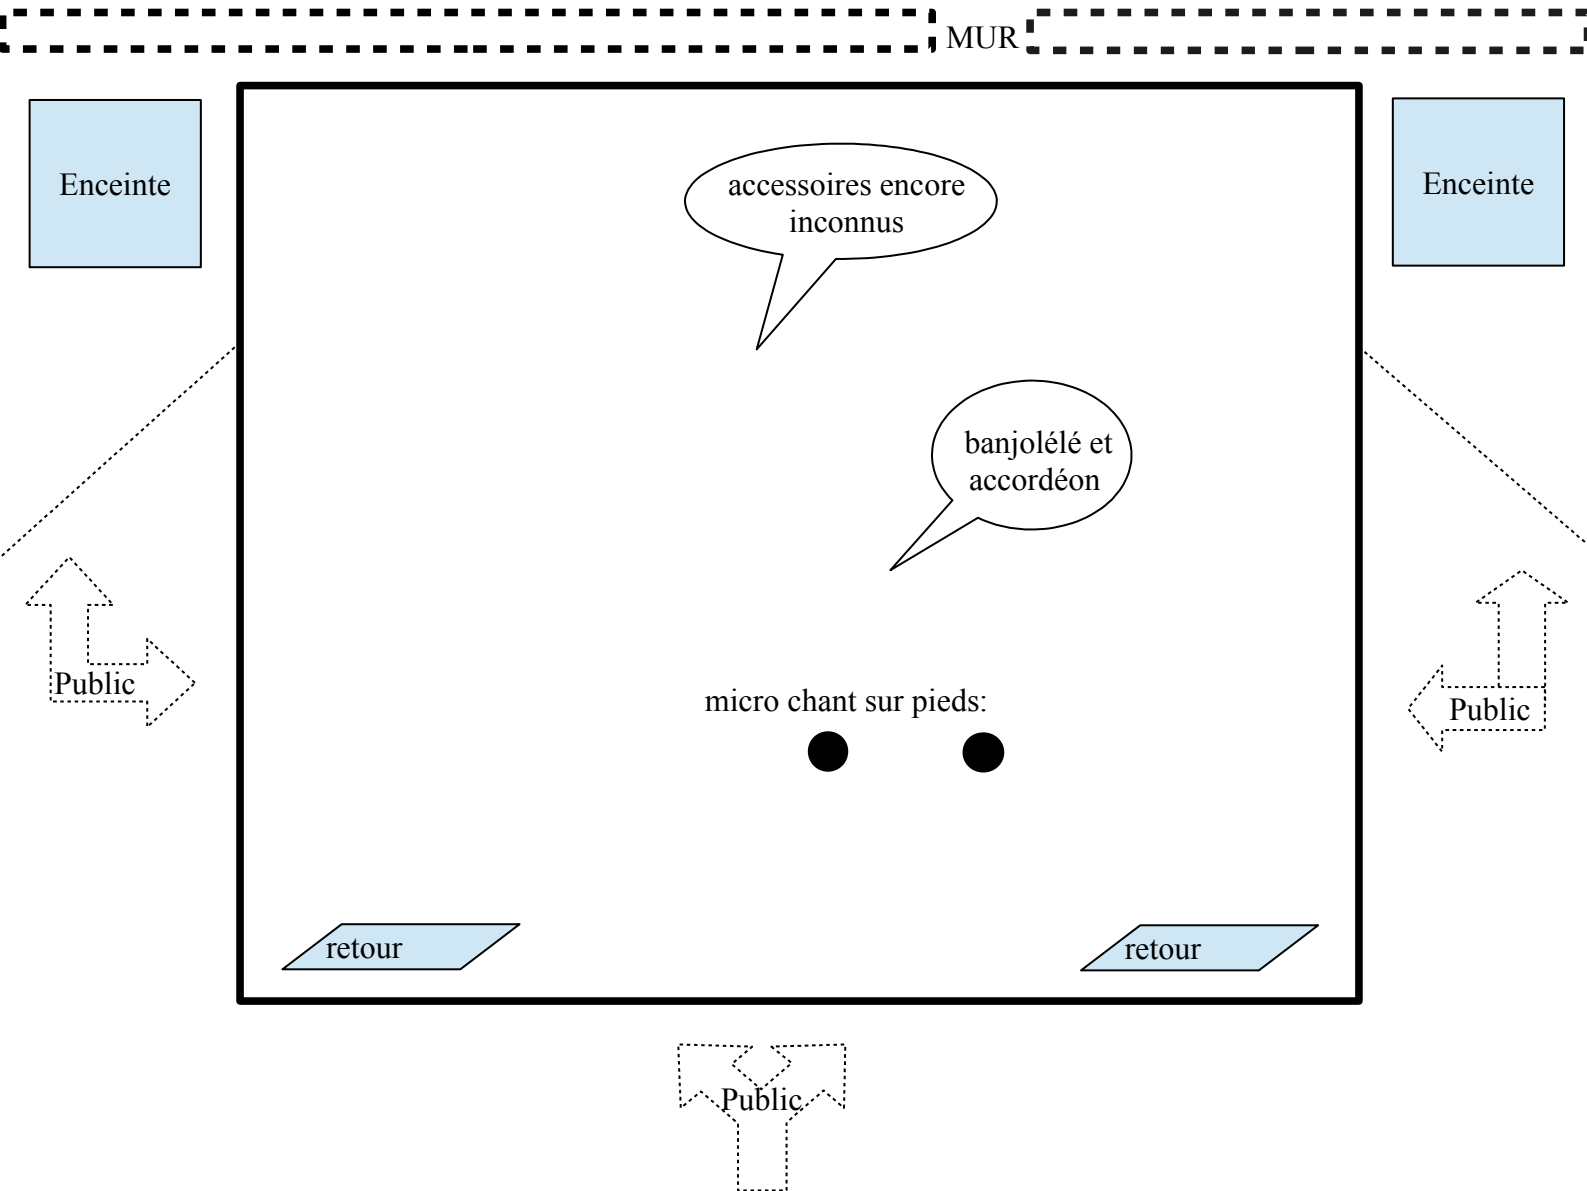 MUR
Enceinte
Enceinte
accessoires encore
inconnus
banjolélé et
accordéon
Public
micro chant sur pieds:
Public
retour
retour
Public